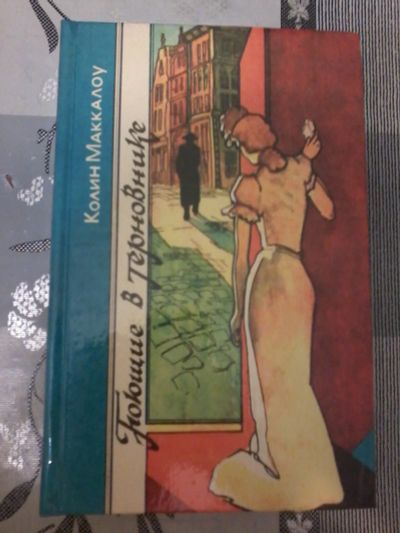 Колин Маккалоу
Поющие в терновнике